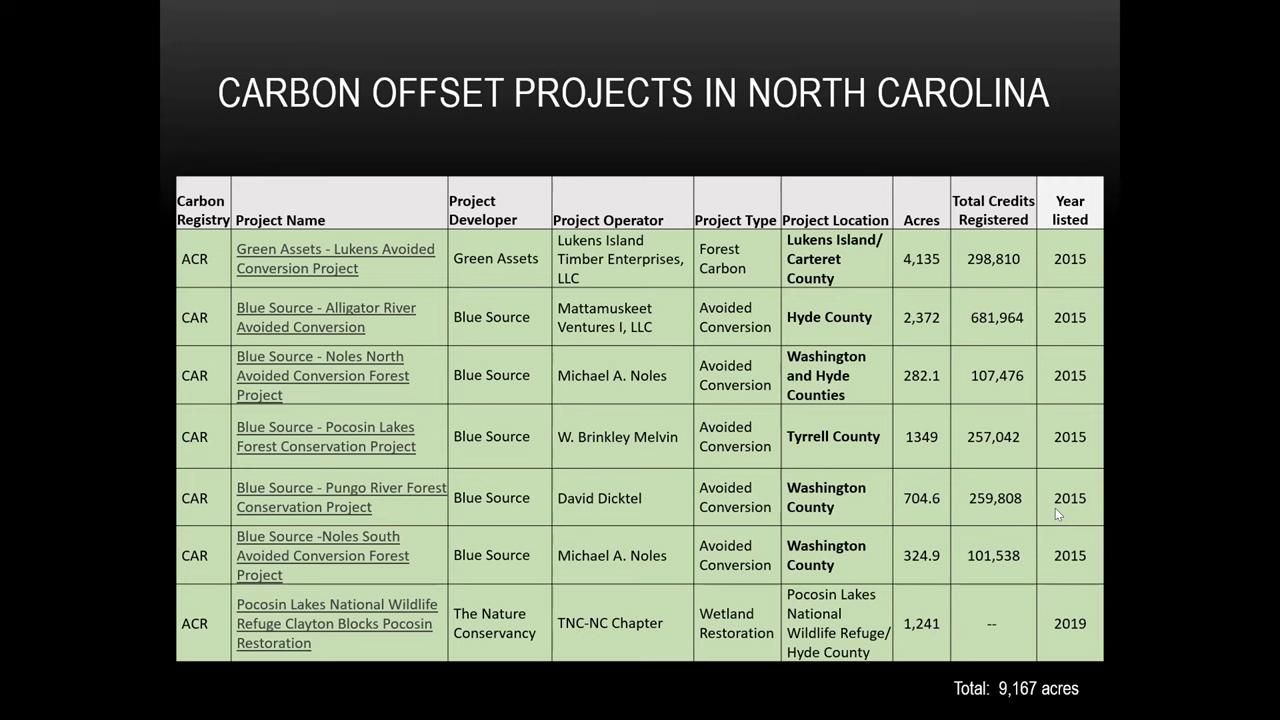 CARBON OFFSET PROJECTS IN NORTH CAROLINA
Carbon Registry Project Name Project Developer Project Operator Project Type Project Location Acres Total Credits Registered Year listed
ACR Green Assets - Lukens Avoided Conversion Project Green Assets Lukens Island Timber Enterprises, LLC Forest Carbon Lukens Island/ Carteret County 4,135 298,810 2015
CAR Blue Source - Alligator River Avoided Conversion Blue Source Mattamuskeet Ventures I, LLC Avoided Conversion Hyde County 2,372 681,964 2015
CAR Blue Source - Noles North Avoided Conversion Forest Project Blue Source Michael A. Noles Avoided Conversion Washington and Hyde Counties 282.1 107,476 2015
CAR Blue Source - Pocosin Lakes Forest Conservation Project Blue Source W. Brinkley Melvin Avoided Conversion Tyrrell County 1349 257,042 2015
CAR Blue Source - Pungo River Forest Conservation Project Blue Source David Dicktel Avoided Conversion Washington County 704.6 259,808 2015
CAR Blue Source -Noles South Avoided Conversion Forest Project Blue Source Michael A. Noles Avoided Conversion Washington County 324.9 101,538 2015
ACR Pocosin Lakes National Wildlife Refuge Clayton Blocks Pocosin Restoration The Nature Conservancy TNC-NC Chapter Wetland Restoration Pocosin Lakes National Wildlife Refuge/ Hyde County 1,241 -- 2019
Total: 9,167 acres